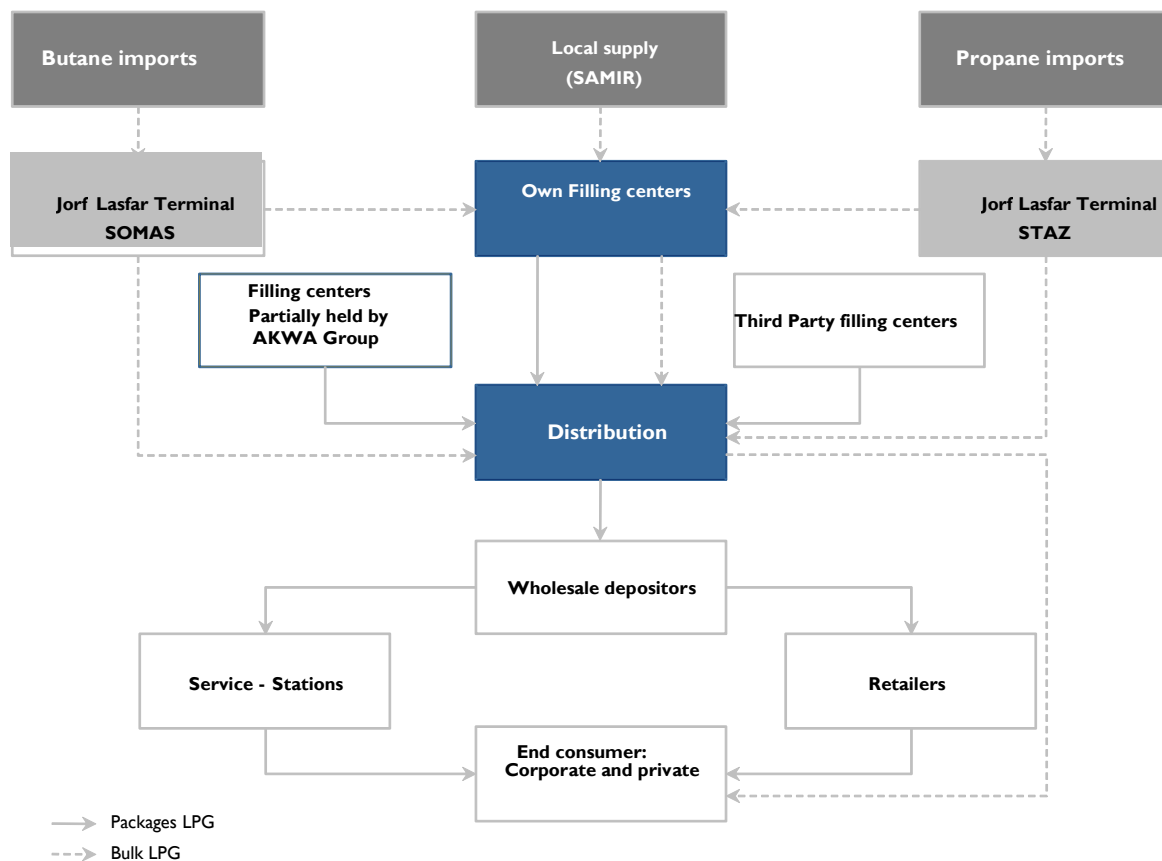 Butane imports
Local supply
(SAMIR)
Propane imports
Jorf Lasfar Terminal
SOMAS
Own Filling centers
Jorf Lasfar Terminal
STAZ
Filling centers
Partially held by
AKWA Group
Third Party filling centers
Distribution
Wholesale depositors
Service - Stations
Retailers
End consumer:
Corporate and private
Packages LPG
Bulk LPG